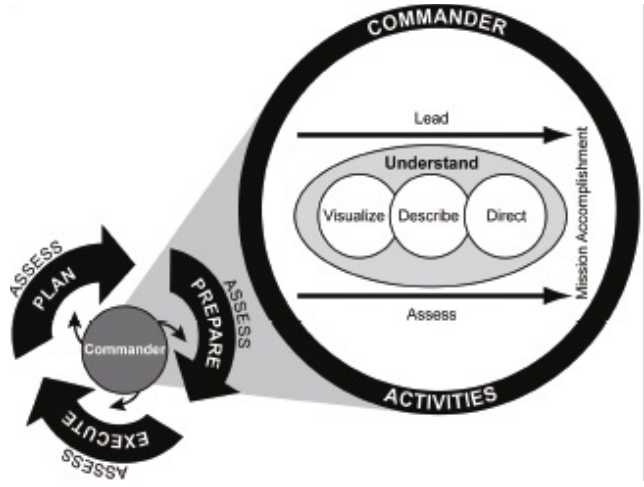 COMMANDER
Lead
Understand
Visualize
Describe
Direct
Mission Accomplishment
Assess
ACTIVITIES
ASSESS
PLAN
ASSESS
PREPARE
Commander
EXECUTE
ASSESS